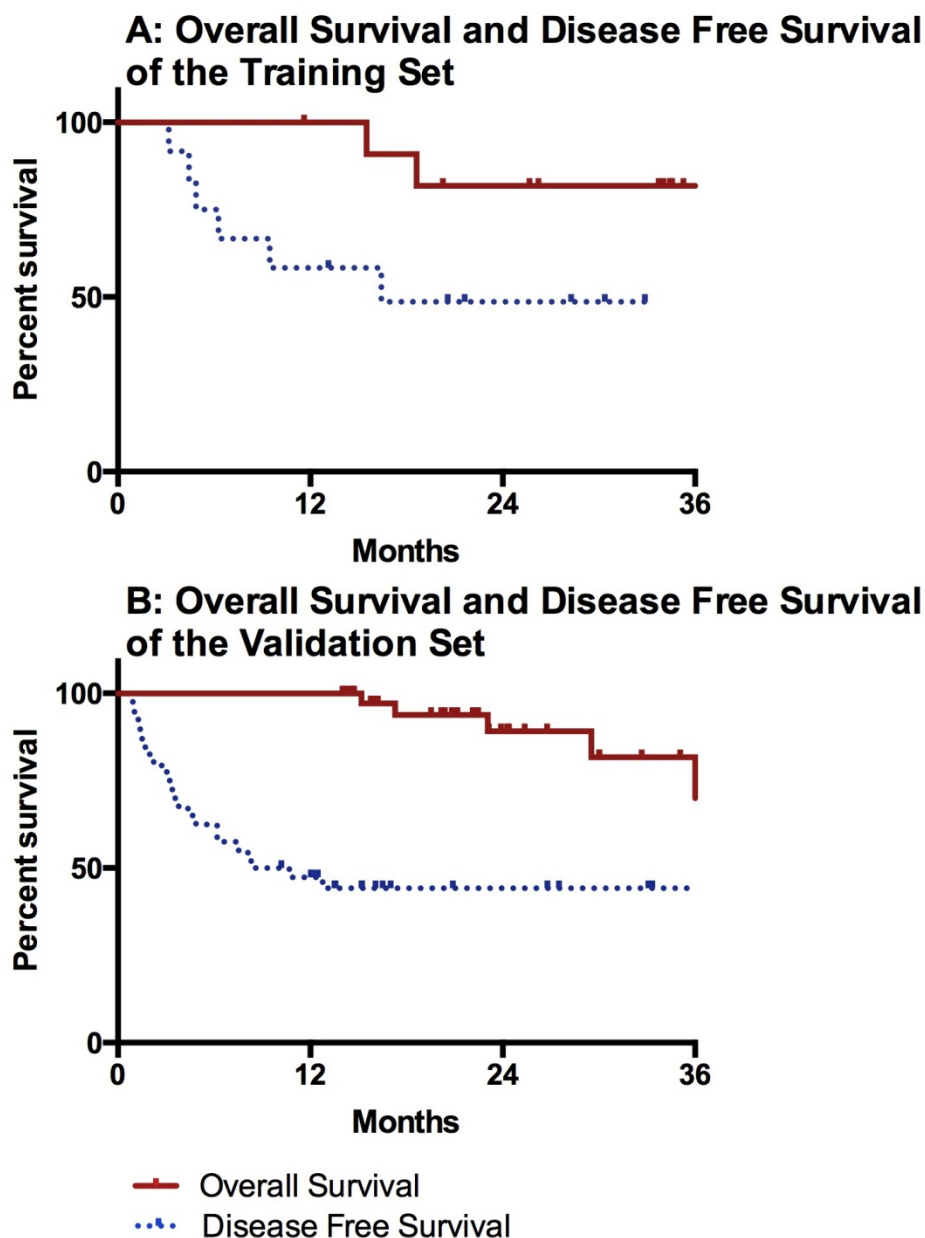 A: Overall Survival and Disease Free Survival
of the Training Set
100
50
0
Percent survival
0 12 24 36
Months
B: Overall Survival and Disease Free Survival
of the Validation Set
100
50
0
Percent survival
0 12 24 36
Months
Overall Survival
Disease Free Survival